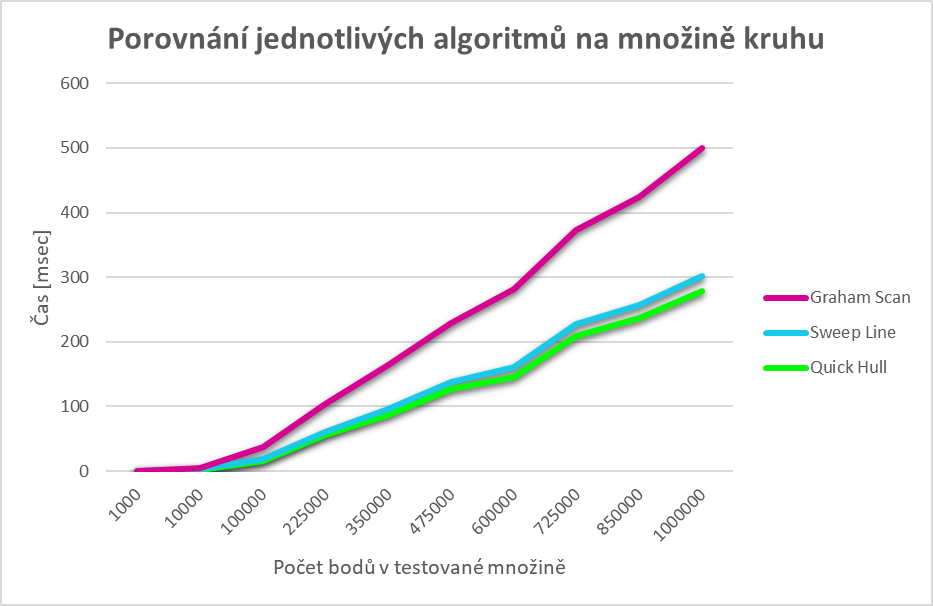 Porovnání jednotlivých algoritmů na množině kruhu
600
500
400
300
200
100
0
Čas [msec]
1000
10000
100000
225000
350000
475000
600000
725000
850000
1000000
Počet bodů v testované množině
Graham Scan
Sweep Line
Quick Hull